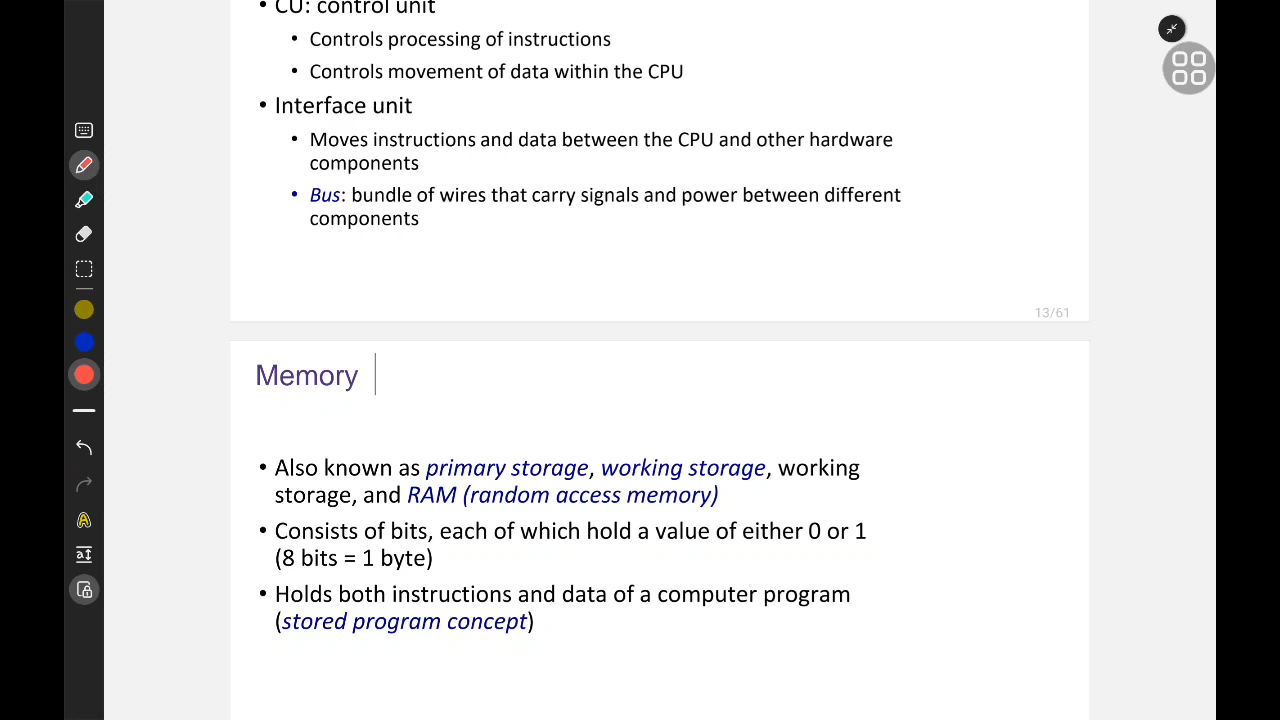 • CU: control unit
• Controls processing of instructions
• Controls movement of data within the CPU
• Interface unit
• Moves instructions and data between the CPU and other hardware
components
• Bus: bundle of wires that carry signals and power between different
components
13/61
Memory
• Also known as primary storage, working storage, working
storage, and RAM (random access memory)
• Consists of bits, each of which hold a value of either 0 or 1
(8 bits = 1 byte)
• Holds both instructions and data of a computer program
(stored program concept)